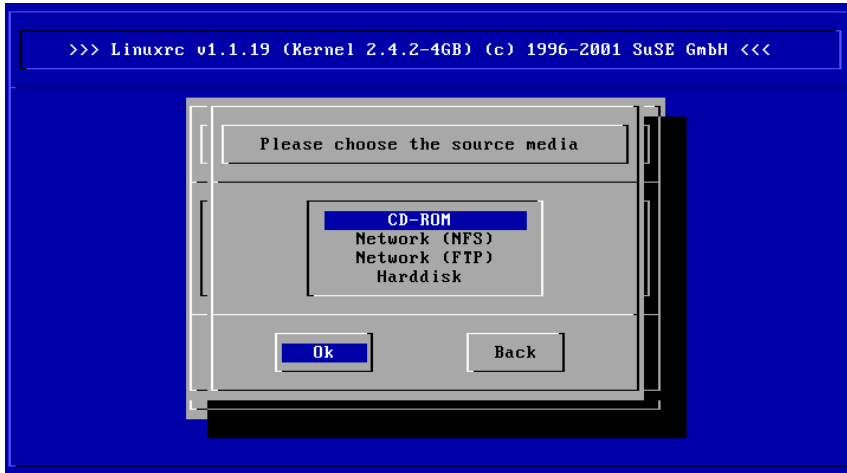 >>> Linuxrc v1.1.19 (Kernel 2.4.2-4GB) (c) 1996-2001 SuSE GmbH <<<
Please choose the source media
CD-ROM
Network (NFS)
Network (FTP)
Harddisk
Ok Back